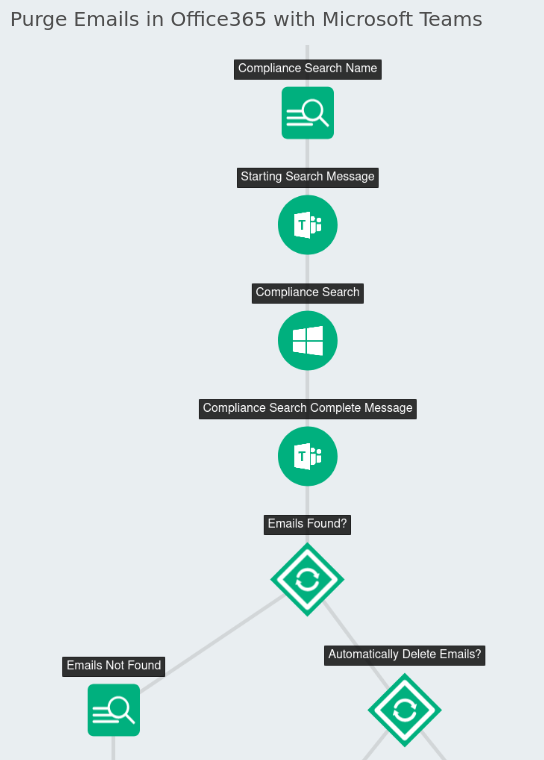 Purge Emails in Office365 with Microsoft Teams
Compliance Search Name
Starting Search Message
T
Compliance Search
Compliance Search Complete Message
T
Emails Found?
Automatically Delete Emails?
Emails Not Found